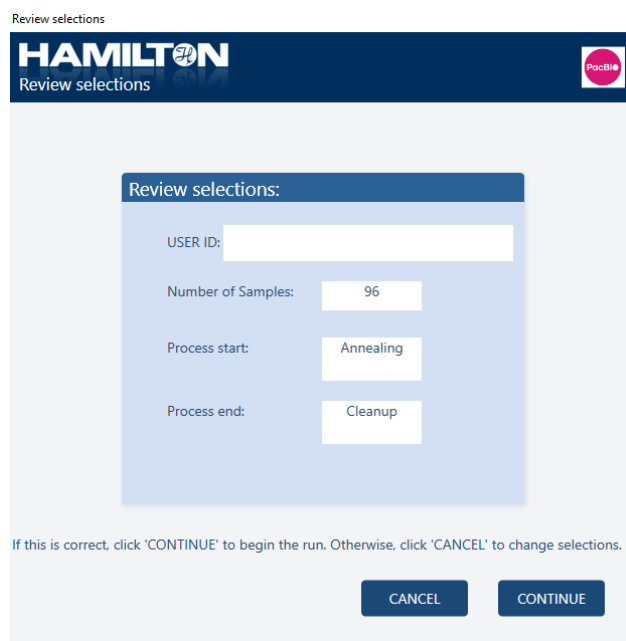 Review selections
HAMILTON
Review selections
PacBio
Review selections:
USER ID:
Number of Samples: 96
Process start: Annealing
Process end: Cleanup
If this is correct, click 'CONTINUE' to begin the run. Otherwise, click 'CANCEL' to change selections.
CANCEL CONTINUE